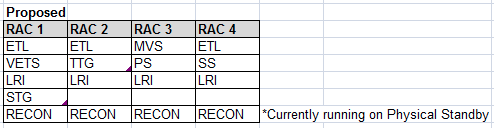 Proposed
RAC 1 RAC 2 RAC 3 RAC 4
ETL ETL MVS ETL
VETS TTG PS SS
LRI LRI LRI LRI
STG
RECON RECON RECON RECON *Currently running on Physical Standby